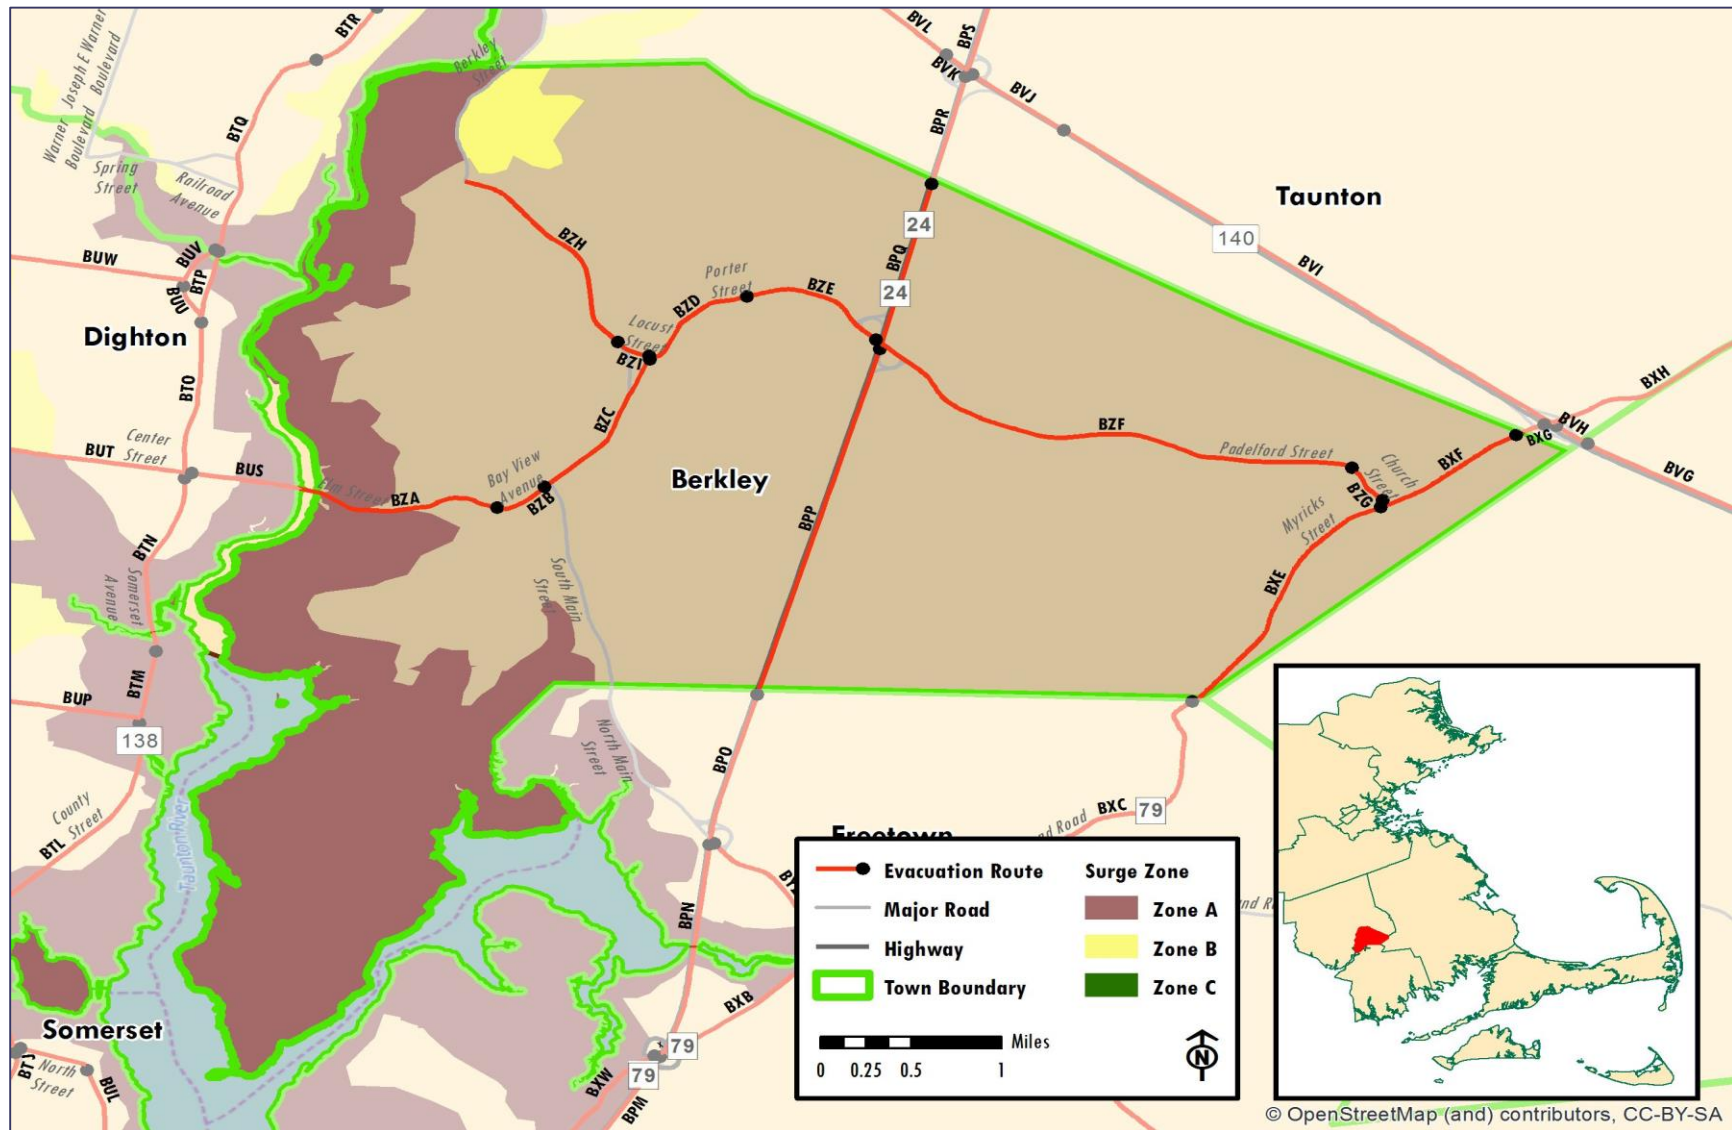 BTR
BVL
BPS
Berkley
Street
BVK
BVJ
Joseph E Warner
Boulevard
Warner
Boulevard
BTQ
BPR
Spring
Street
Railroad
Avenue
Taunton
24
140
BZH
BPQ
BUV
BUW
BTP
BUU
Porter
Street
BZE
BVI
24
BZD
Dighton
Locust
Street
BZI
BTO
BXH
BZC
BZF
BVH
BXG
Center
Street
BUT
BUS
Padelford Street
Church
Street
BXF
BVG
Bay View
Avenue
Berkley
Elm Street
BZA
BZB
BZG
Myricks
Street
BPP
BTN
Somerset
Avenue
South Main
Street
BXE
BTM
BUP
138
North Main
Street
BPO
County
Street
BTL
Taunton River
BXC
79
nd Road
Freetown
BPN
BXB
Somerset
BTJ
North
Street
BUL
79
79
BXW
BPM
Evacuation Route
Major Road
Highway
Town Boundary
Surge Zone
Zone A
Zone B
Zone C
Miles
0 0.25 0.5 1
N
© OpenStreetMap (and) contributors, CC-BY-SA